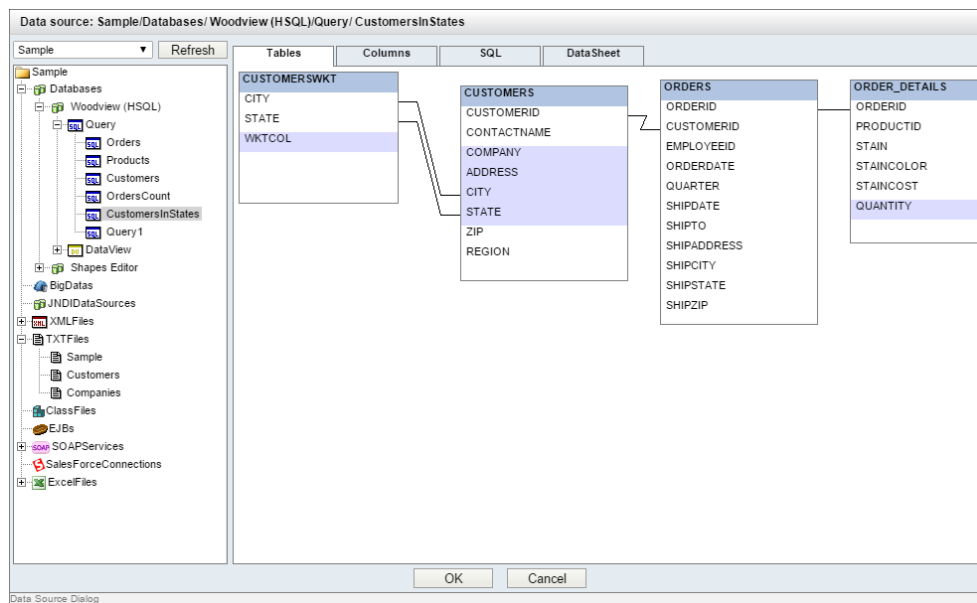 Data source: Sample/Databases/ Woodview (HSQL)/Query/ CustomersInStates
Sample
Refresh
Sample
Databases
Woodview (HSQL)
Query
Orders
Products
Customers
OrdersCount
CustomersInStates
Query1
DataView
Shapes Editor
BigDatas
JNDIDataSources
XMLFiles
TXTFiles
Sample
Customers
Companies
ClassFiles
EJBs
SOAPServices
SalesForceConnections
ExcelFiles
Tables
Columns
SQL
DataSheet
CUSTOMERSWKT
CITY
STATE
WKTCOL
CUSTOMERS
CUSTOMERID
CONTACTNAME
COMPANY
ADDRESS
CITY
STATE
ZIP
REGION
ORDERS
ORDERID
CUSTOMERID
EMPLOYEEID
ORDERDATE
QUARTER
SHIPDATE
SHIPTO
SHIPADDRESS
SHIPCITY
SHIPSTATE
SHIPZIP
ORDER_DETAILS
ORDERID
PRODUCTID
STAIN
STAINCOLOR
STAINCOST
QUANTITY
OK
Cancel
Data Source Dialog